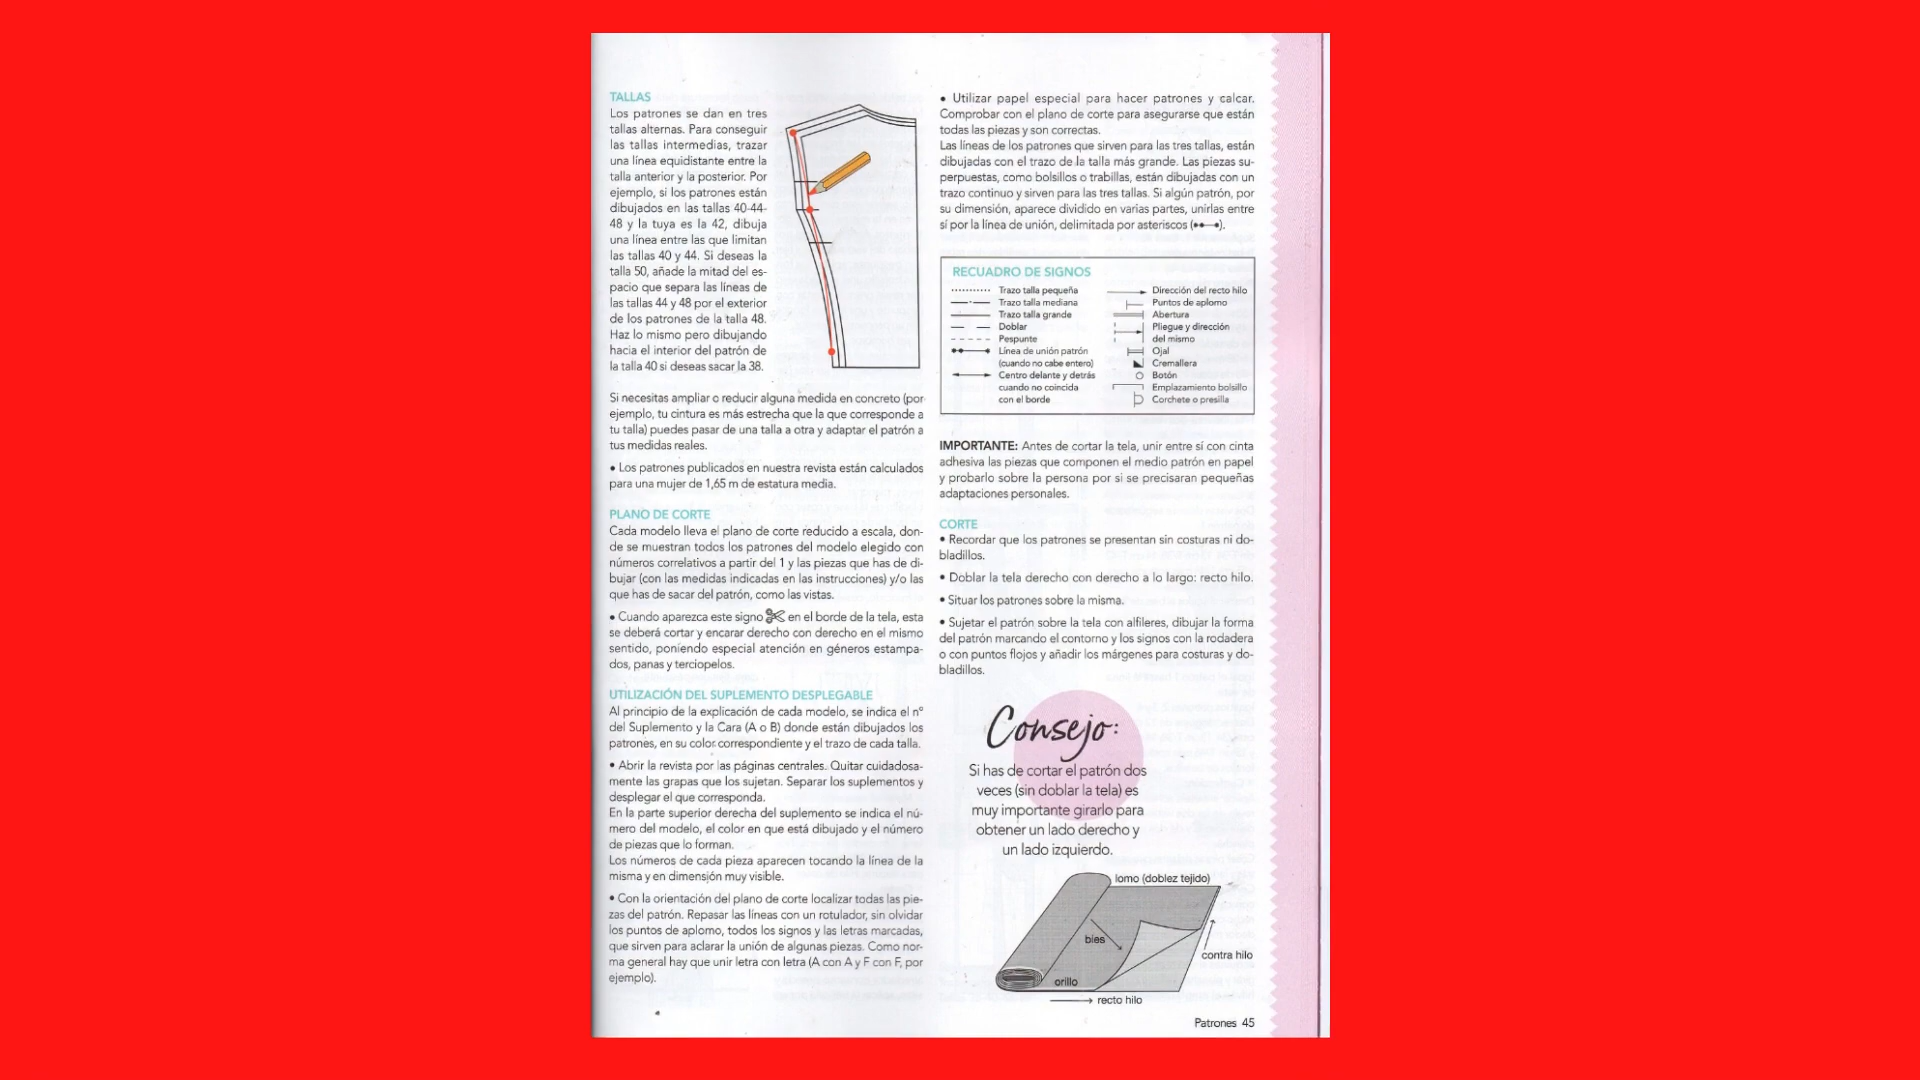 TALLAS
Los patrones se dan en tres
tallas alternas. Para conseguir
las tallas intermedias, trazar
una línea equidistante entre la
talla anterior y la posterior. Por
ejemplo, si los patrones están
dibujados en las tallas 40-44-
48 y la tuya es la 42, dibuja
una línea entre las que limitan
las tallas 40 y 44. Si deseas la
talla 50, añade la mitad del es-
pacio que separa las líneas de
las tallas 44 y 48 por el exterior
de los patrones de la talla 48.
Haz lo mismo pero dibujando
hacia el interior del patrón de
la talla 40 si deseas sacar la 38.
Si necesitas ampliar o reducir alguna medida en concreto (por
ejemplo, tu cintura es más estrecha que la que corresponde a
tu talla) puedes pasar de una talla a otra y adaptar el patrón a
tus medidas reales.
• Los patrones publicados en nuestra revista están calculados
para una mujer de 1,65 m de estatura media.
PLANO DE CORTE
Cada modelo lleva el plano de corte reducido a escala, don-
de se muestran todos los patrones del modelo elegido con
números correlativos a partir del 1 y las piezas que has de di-
bujar (con las medidas indicadas en las instrucciones) y/o las
que has de sacar del patrón, como las vistas.
• Cuando aparezca este signo en el borde de la tela, esta
se deberá cortar y encarar derecho con derecho en el mismo
sentido, poniendo especial atención en géneros estampa-
dos, panas y terciopelos.
UTILIZACIÓN DEL SUPLEMENTO DESPLEGABLE
Al principio de la explicación de cada modelo, se indica el nº
del Suplemento y la Cara (A o B) donde están dibujados los
patrones, en su color correspondiente y el trazo de cada talla.
• Abrir la revista por las páginas centrales. Quitar cuidadosa-
mente las grapas que los sujetan. Separar los suplementos y
desplegar el que corresponda.
En la parte superior derecha del suplemento se indica el nú-
mero del modelo, el color en que está dibujado y el número
de piezas que lo forman.
Los números de cada pieza aparecen tocando la línea de la
misma y en dimensión muy visible.
• Con la orientación del plano de corte localizar todas las pie-
zas del patrón. Repasar las líneas con un rotulador, sin olvidar
los puntos de aplomo, todos los signos y las letras marcadas,
que sirven para aclarar la unión de algunas piezas. Como nor-
ma general hay que unir letra con letra (A con A y F con F, por
ejemplo).
• Utilizar papel especial para hacer patrones y calcar.
Comprobar con el plano de corte para asegurarse que están
todas las piezas y son correctas.
Las líneas de los patrones que sirven para las tres tallas, están
dibujadas con el trazo de la talla más grande. Las piezas su-
perpuestas, como bolsillos o trabillas, están dibujadas con un
trazo continuo y sirven para las tres tallas. Si algún patrón, por
su dimensión, aparece dividido en varias partes, unirlas entre
sí por la línea de unión, delimitada por asteriscos ( ).
RECUADRO DE SIGNOS
Trazo talla pequeña
Trazo talla mediana
Trazo talla grande
Doblar
Pespunte
Línea de unión patrón
(cuando no cabe entero)
Centro delante y detrás
cuando no coincida
con el borde
Dirección del recto hilo
Puntos de aplomo
Abertura
Pliegue y dirección
del mismo
Ojal
Cremallera
Botón
Emplazamiento bolsillo
Corchete o presilla
IMPORTANTE: Antes de cortar la tela, unir entre sí con cinta
adhesiva las piezas que componen el medio patrón en papel
y probarlo sobre la persona por si se precisaran pequeñas
adaptaciones personales.
CORTE
• Recordar que los patrones se presentan sin costuras ni do-
bladillos.
• Doblar la tela derecho con derecho a lo largo: recto hilo.
• Situar los patrones sobre la misma.
• Sujetar el patrón sobre la tela con alfileres, dibujar la forma
del patrón marcando el contorno y los signos con la rodadera
o con puntos flojos y añadir los márgenes para costuras y do-
bladillos.
Consejo:
Si has de cortar el patrón dos
veces (sin doblar la tela) es
muy importante girarlo para
obtener un lado derecho y
un lado izquierdo.
lomo (doblez tejido)
bies
contra hilo
orillo
recto hilo
Patrones 45